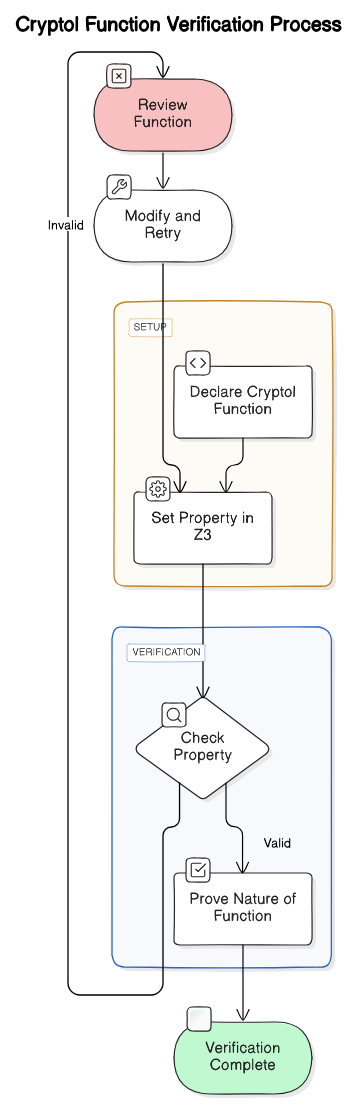 Cryptol Function Verification Process
Review
Function
Invalid
Modify and
Retry
SETUP
Declare Cryptol
Function
Set Property in
Z3
VERIFICATION
Check
Property
Valid
Prove Nature of
Function
Verification
Complete